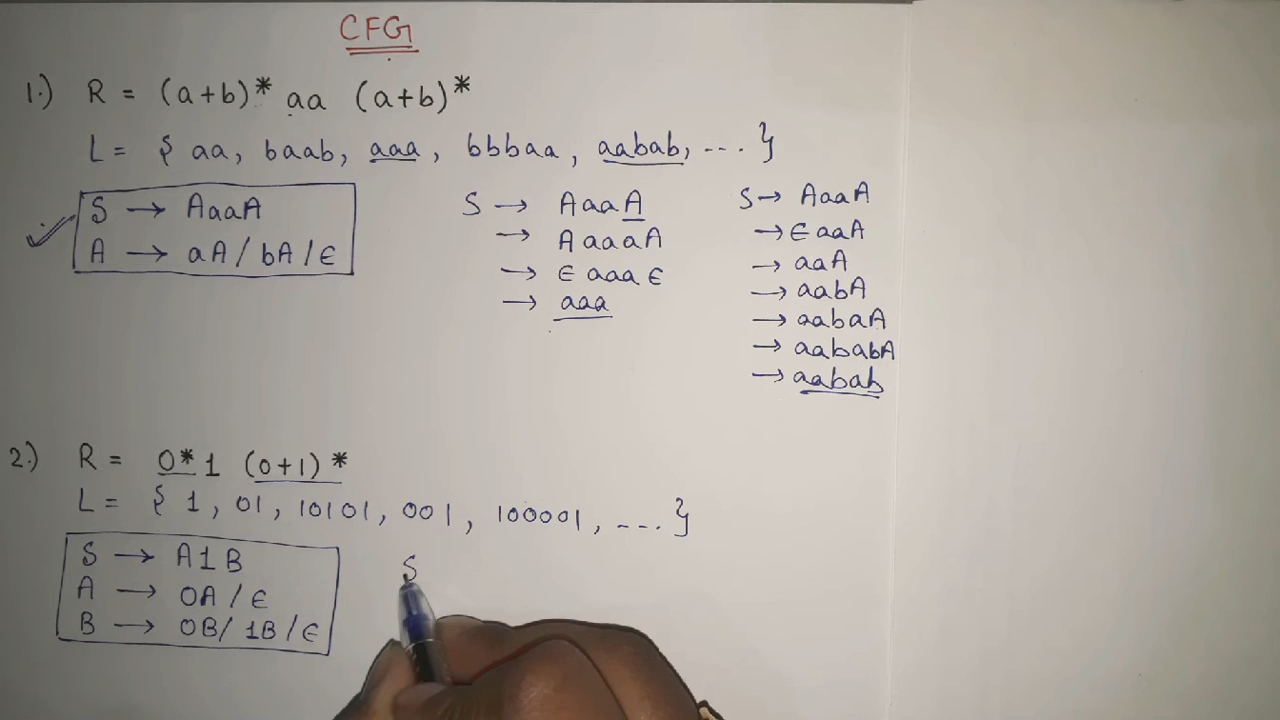 CFG
1.) R = (a+b)* aa (a+b)*
L = { aa, baab, aaa, bbbaa, aabab, ... }
S → AaaA
A → aA / bA / ∈
S → AaaA
→ AaaaA
→ ∈ aaa ∈
→ aaa
S → AaaA
→ ∈ aaA
→ aaA
→ aabA
→ aabaA
→ aababA
→ aabab
2.) R = 0*1 (0+1)*
L = { 1, 01, 10101, 001, 100001, ... }
S → A1B
A → 0A / ∈
B → 0B / 1B / ∈
S